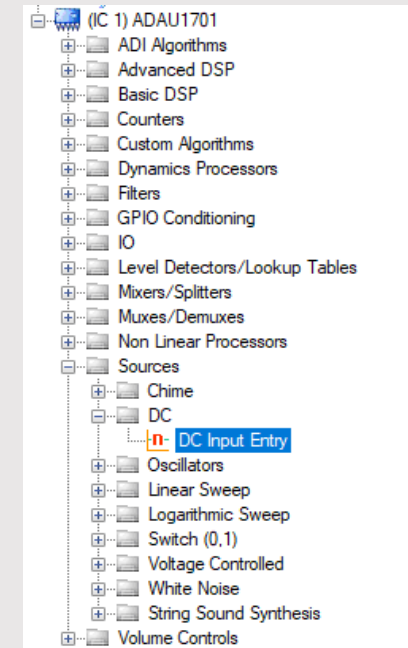 (IC 1) ADAU1701
ADI Algorithms
Advanced DSP
Basic DSP
Counters
Custom Algorithms
Dynamics Processors
Filters
GPIO Conditioning
IO
Level Detectors/Lookup Tables
Mixers/Splitters
Muxes/Demuxes
Non Linear Processors
Sources
Chime
DC
n DC Input Entry
Oscillators
Linear Sweep
Logarithmic Sweep
Switch (0,1)
Voltage Controlled
White Noise
String Sound Synthesis
Volume Controls